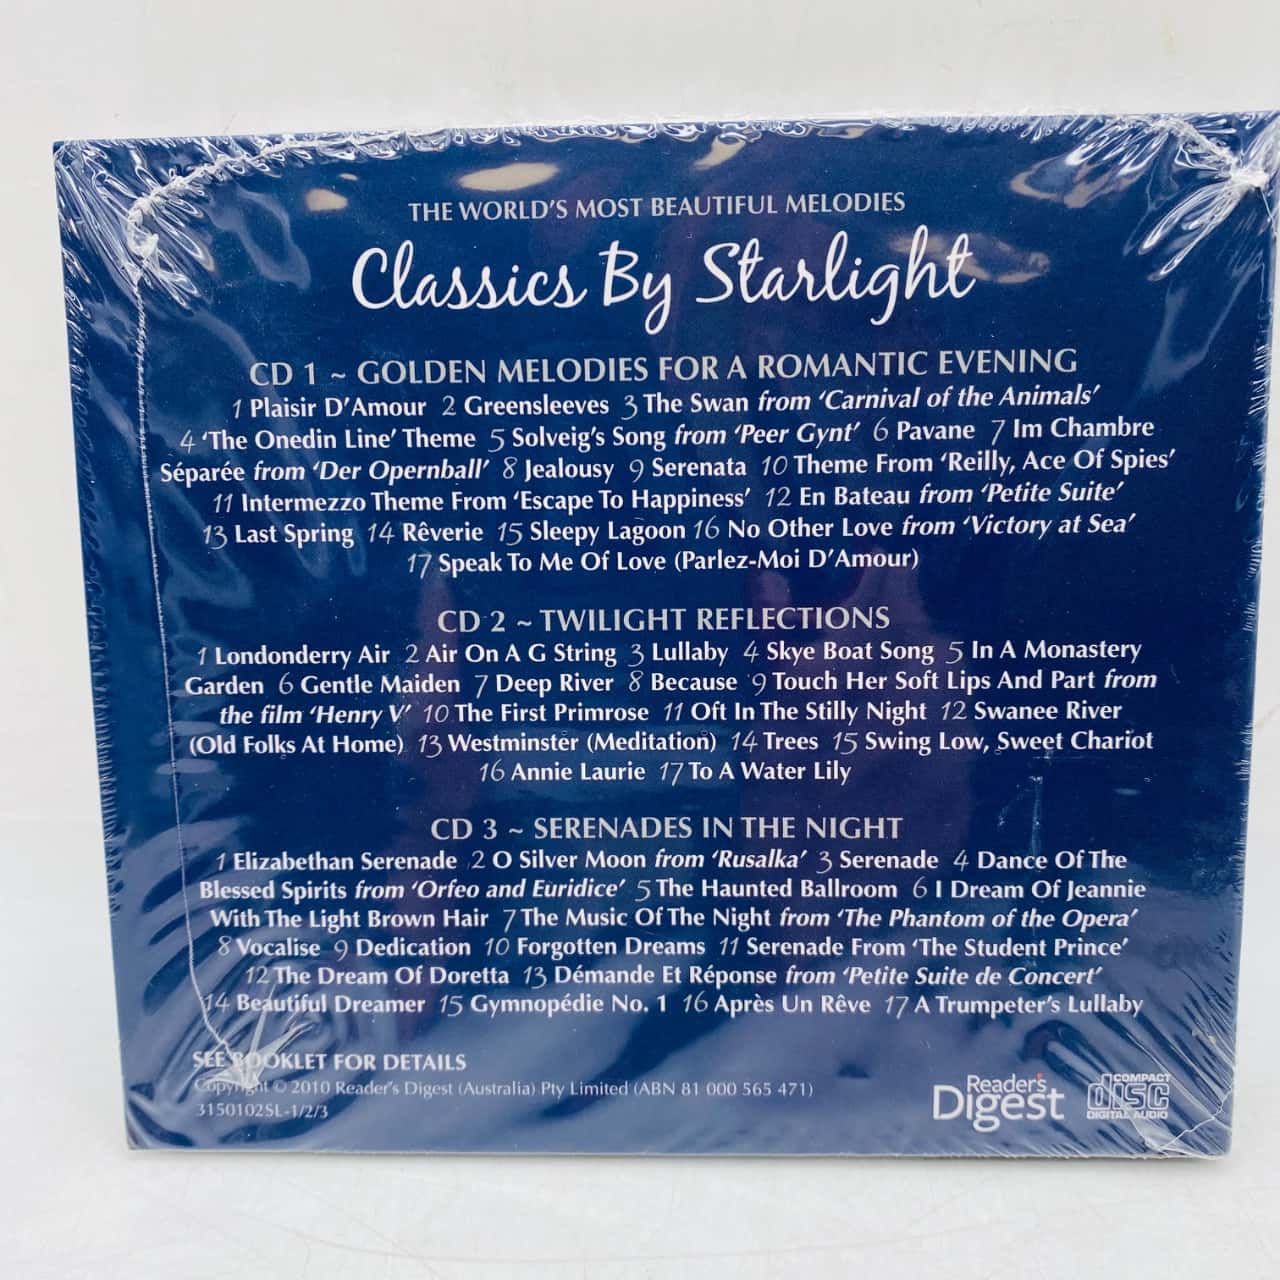 THE WORLD'S MOST BEAUTIFUL MELODIES
Classics By Starlight
CD 1 ~ GOLDEN MELODIES FOR A ROMANTIC EVENING
1 Plaisir D'Amour 2 Greensleeves 3 The Swan from 'Carnival of the Animals'
4 'The Onedin Line' Theme 5 Solveig's Song from 'Peer Gynt' 6 Pavane 7 Im Chambre
Séparée from 'Der Opernball' 8 Jealousy 9 Serenata 10 Theme From 'Reilly, Ace Of Spies'
11 Intermezzo Theme From 'Escape To Happiness' 12 En Bateau from 'Petite Suite'
13 Last Spring 14 Rêverie 15 Sleepy Lagoon 16 No Other Love from 'Victory at Sea'
17 Speak To Me Of Love (Parlez-Moi D'Amour)
CD 2 ~ TWILIGHT REFLECTIONS
1 Londonderry Air 2 Air On A G String 3 Lullaby 4 Skye Boat Song 5 In A Monastery
Garden 6 Gentle Maiden 7 Deep River 8 Because 9 Touch Her Soft Lips And Part from
the film 'Henry V' 10 The First Primrose 11 Oft In The Stilly Night 12 Swanee River
(Old Folks At Home) 13 Westminster (Meditation) 14 Trees 15 Swing Low, Sweet Chariot
16 Annie Laurie 17 To A Water Lily
CD 3 ~ SERENADES IN THE NIGHT
1 Elizabethan Serenade 2 O Silver Moon from 'Rusalka' 3 Serenade 4 Dance Of The
Blessed Spirits from 'Orfeo and Euridice' 5 The Haunted Ballroom 6 I Dream Of Jeannie
With The Light Brown Hair 7 The Music Of The Night from 'The Phantom of the Opera'
8 Vocalise 9 Dedication 10 Forgotten Dreams 11 Serenade From 'The Student Prince'
12 The Dream Of Doretta 13 Démande Et Réponse from 'Petite Suite de Concert'
14 Beautiful Dreamer 15 Gymnopédie No. 1 16 Après Un Rêve 17 A Trumpeter's Lullaby
SEE BOOKLET FOR DETAILS
Copyright © 2010 Reader's Digest (Australia) Pty Limited (ABN 81 000 565 471)
3150102SL-1/2/3
Reader's
Digest
COMPACT
disc
DIGITAL AUDIO